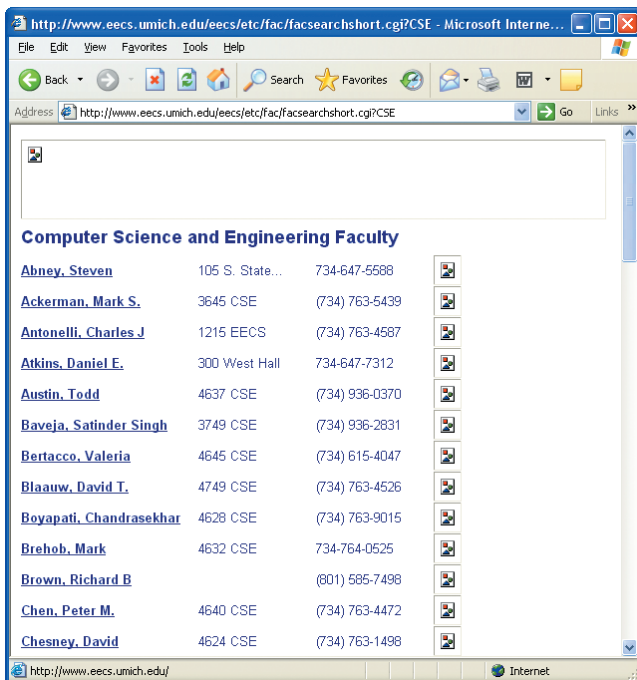 http://www.eecs.umich.edu/eecs/etc/fac/facsearchshort.cgi?CSE - Microsoft Interne...
File Edit View Favorites Tools Help
Back Search Favorites
Address http://www.eecs.umich.edu/eecs/etc/fac/facsearchshort.cgi?CSE Go Links »
Computer Science and Engineering Faculty
Abney, Steven 105 S. State... 734-647-5588
Ackerman, Mark S. 3645 CSE (734) 763-5439
Antonelli, Charles J 1215 EECS (734) 763-4587
Atkins, Daniel E. 300 West Hall 734-647-7312
Austin, Todd 4637 CSE (734) 936-0370
Baveja, Satinder Singh 3749 CSE (734) 936-2831
Bertacco, Valeria 4645 CSE (734) 615-4047
Blaauw, David T. 4749 CSE (734) 763-4526
Boyapati, Chandrasekhar 4628 CSE (734) 763-9015
Brehob, Mark 4632 CSE 734-764-0525
Brown, Richard B (801) 585-7498
Chen, Peter M. 4640 CSE (734) 763-4472
Chesney, David 4624 CSE (734) 763-1498
http://www.eecs.umich.edu/ Internet